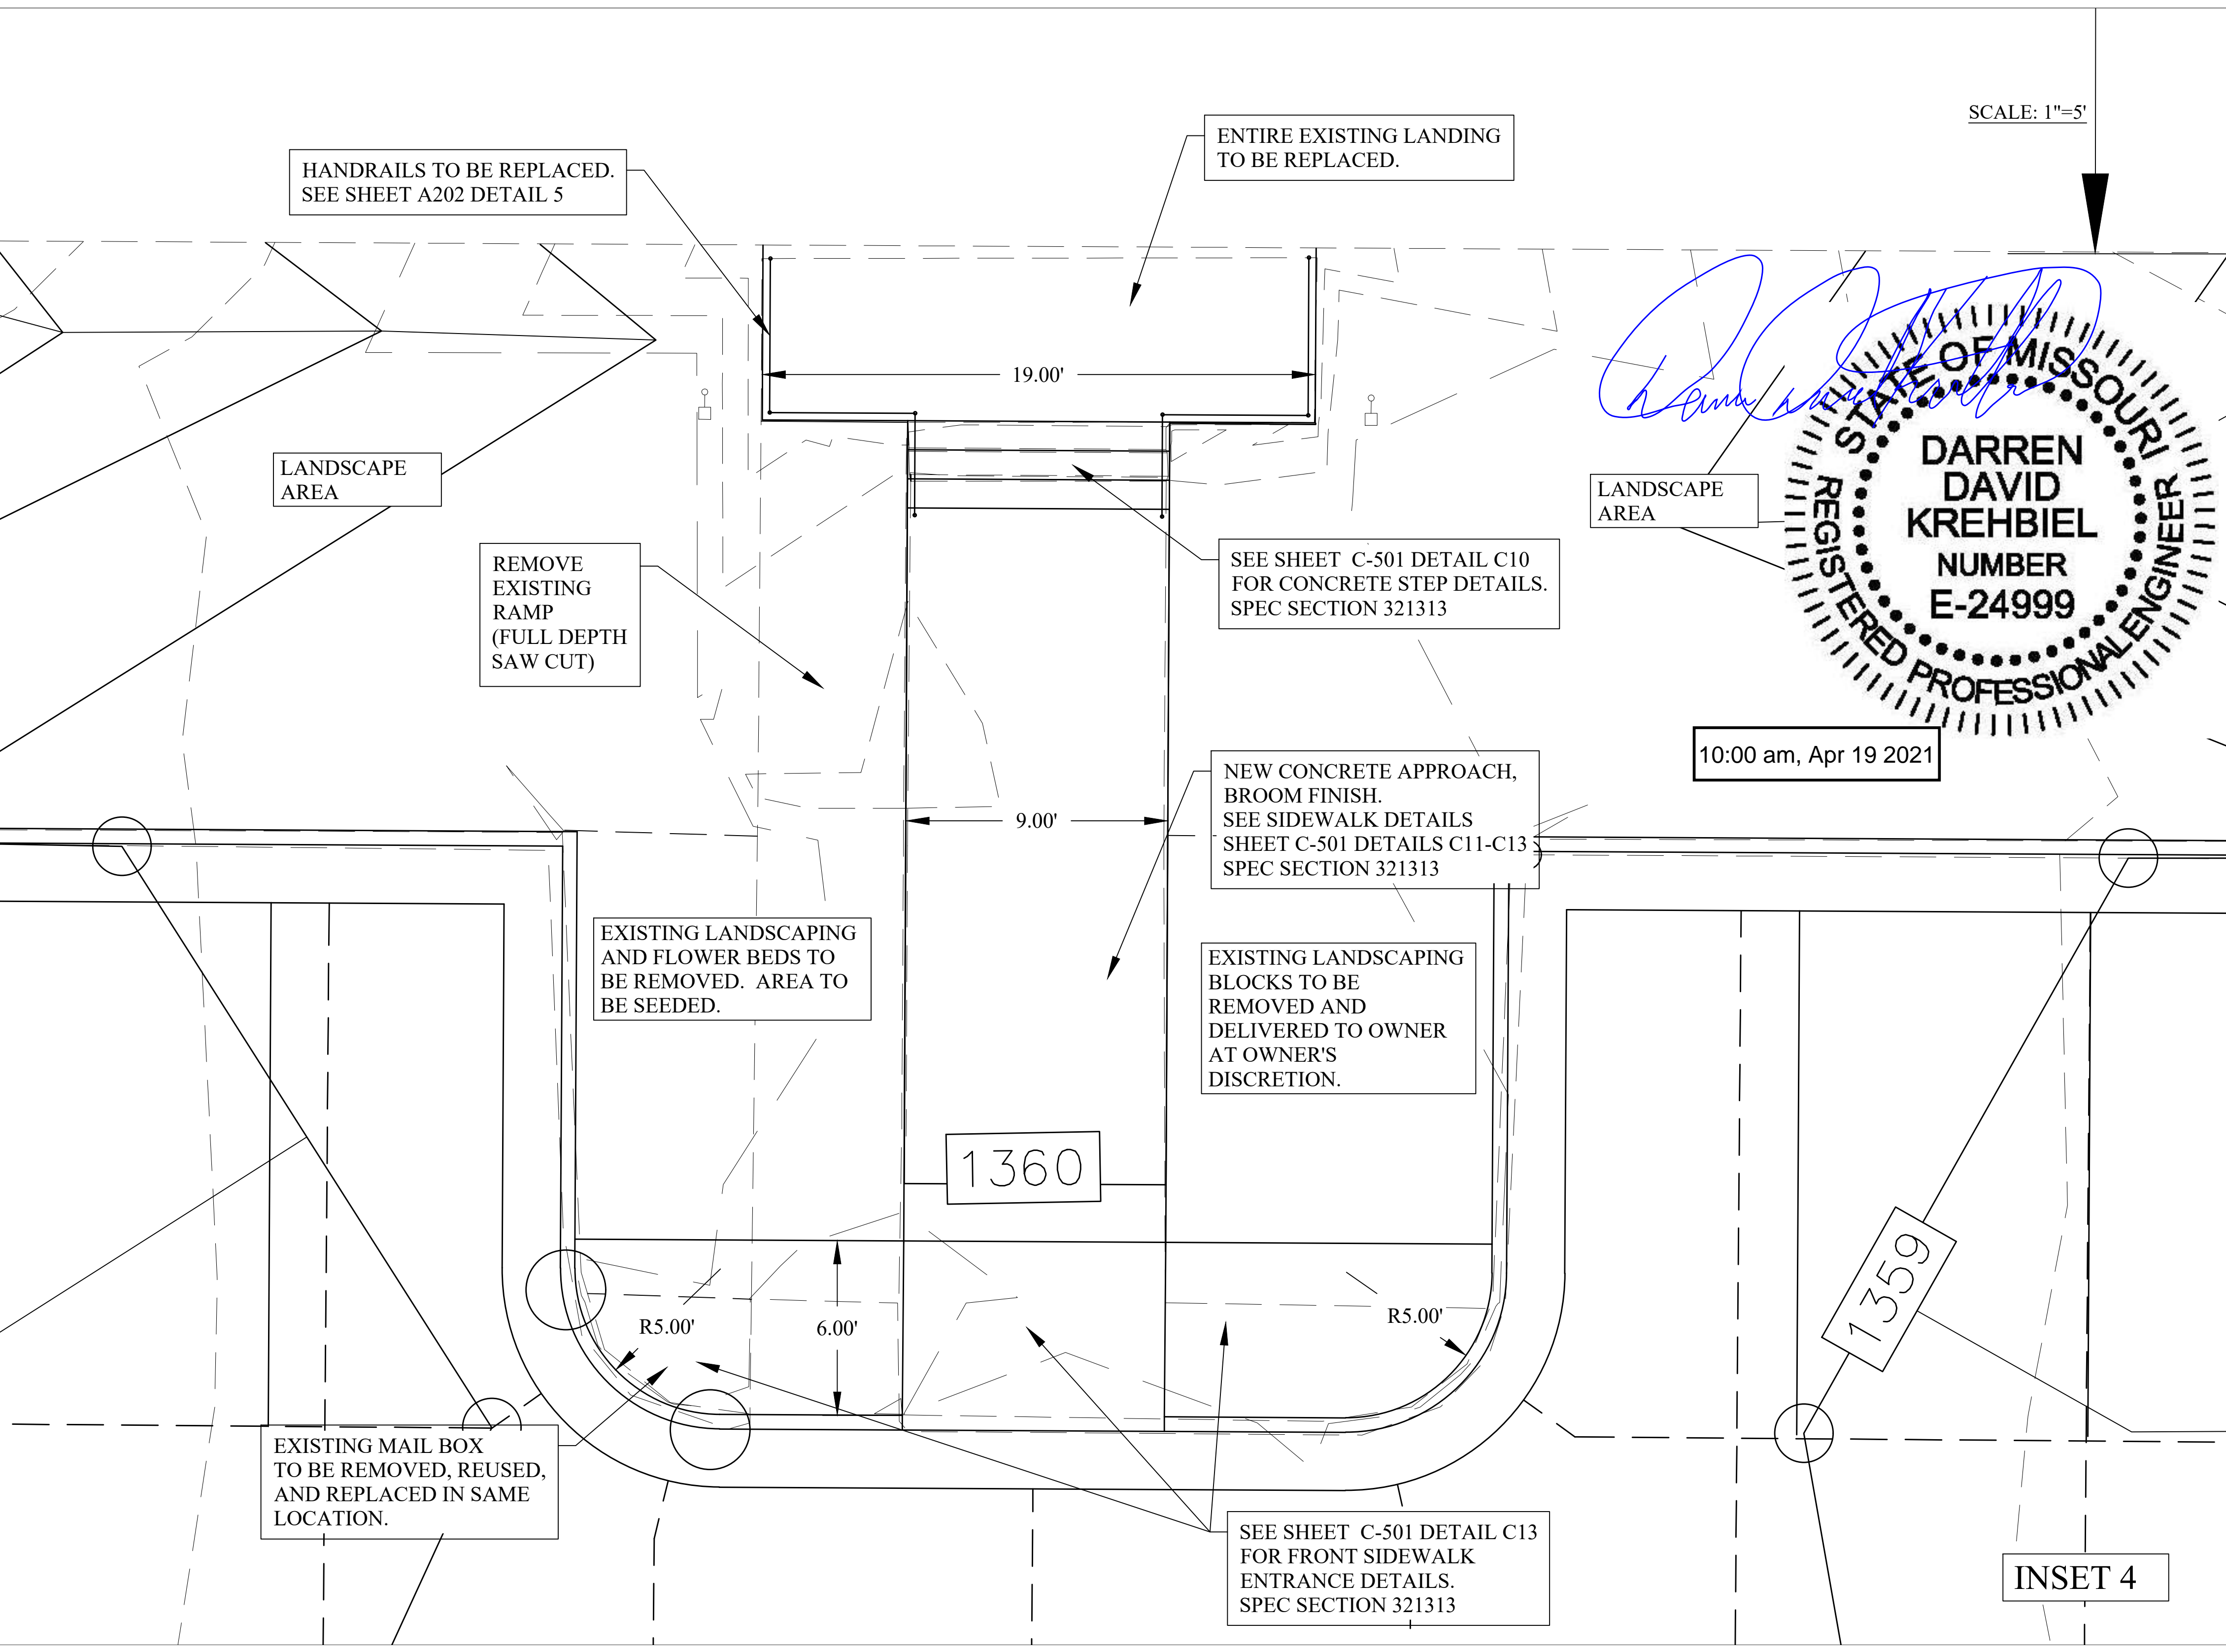 SCALE: 1"=5'
ENTIRE EXISTING LANDING
TO BE REPLACED.
HANDRAILS TO BE REPLACED.
SEE SHEET A202 DETAIL 5
19.00'
STATE OF MISSOURI
DARREN
DAVID
KREHBIEL
NUMBER
E-24999
REGISTERED PROFESSIONAL ENGINEER
10:00 am, Apr 19 2021
LANDSCAPE
AREA
LANDSCAPE
AREA
REMOVE
EXISTING
RAMP
(FULL DEPTH
SAW CUT)
SEE SHEET C-501 DETAIL C10
FOR CONCRETE STEP DETAILS.
SPEC SECTION 321313
NEW CONCRETE APPROACH,
BROOM FINISH.
SEE SIDEWALK DETAILS
SHEET C-501 DETAILS C11-C13
SPEC SECTION 321313
9.00'
EXISTING LANDSCAPING
AND FLOWER BEDS TO
BE REMOVED. AREA TO
BE SEEDED.
EXISTING LANDSCAPING
BLOCKS TO BE
REMOVED AND
DELIVERED TO OWNER
AT OWNER'S
DISCRETION.
1360
1359
R5.00'
6.00'
R5.00'
EXISTING MAIL BOX
TO BE REMOVED, REUSED,
AND REPLACED IN SAME
LOCATION.
SEE SHEET C-501 DETAIL C13
FOR FRONT SIDEWALK
ENTRANCE DETAILS.
SPEC SECTION 321313
INSET 4